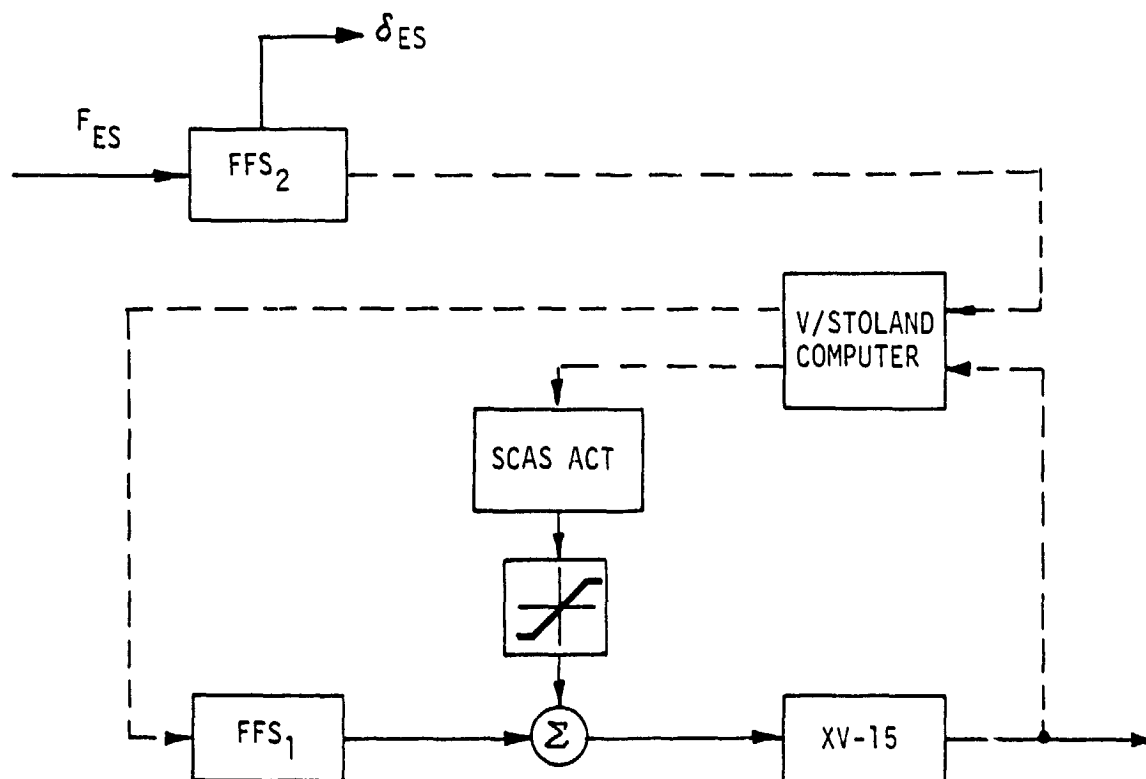 δES
FES
FFS2
V/STOLAND
COMPUTER
SCAS ACT
FFS1
Σ
XV-15